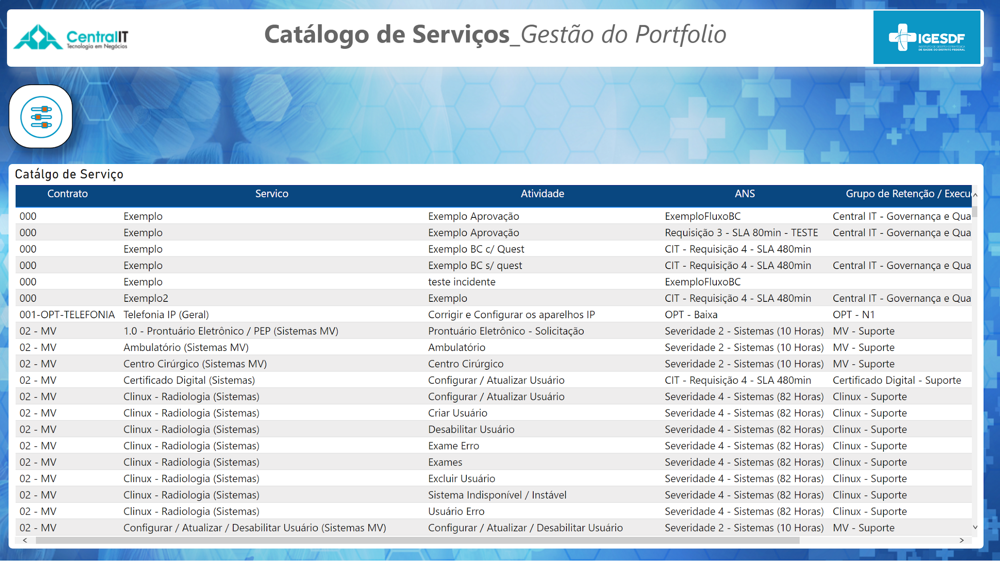 CentralIT
Tecnologia em Negócios
Catálogo de Serviços_Gestão do Portfolio
IGESDF
INSTITUTO DE GESTÃO ESTRATÉGICA
DE SAÚDE DO DISTRITO FEDERAL
Catálgo de Serviço
Contrato Servico Atividade ANS Grupo de Retenção / Execu
000 Exemplo Exemplo Aprovação ExemploFluxoBC Central IT - Governança e Qua
000 Exemplo Exemplo Aprovação Requisição 3 - SLA 80min - TESTE Central IT - Governança e Qua
000 Exemplo Exemplo BC c/ Quest CIT - Requisição 4 - SLA 480min
000 Exemplo Exemplo BC s/ quest CIT - Requisição 4 - SLA 480min Central IT - Governança e Qua
000 Exemplo teste incidente ExemploFluxoBC
000 Exemplo2 Exemplo CIT - Requisição 4 - SLA 480min Central IT - Governança e Qua
001-OPT-TELEFONIA Telefonia IP (Geral) Corrigir e Configurar os aparelhos IP OPT - Baixa OPT - N1
02 - MV 1.0 - Prontuário Eletrônico / PEP (Sistemas MV) Prontuário Eletrônico - Solicitação Severidade 2 - Sistemas (10 Horas) MV - Suporte
02 - MV Ambulatório (Sistemas MV) Ambulatório Severidade 2 - Sistemas (10 Horas) MV - Suporte
02 - MV Centro Cirúrgico (Sistemas MV) Centro Cirúrgico Severidade 2 - Sistemas (10 Horas) MV - Suporte
02 - MV Certificado Digital (Sistemas) Configurar / Atualizar Usuário CIT - Requisição 4 - SLA 480min Certificado Digital - Suporte
02 - MV Clinux - Radiologia (Sistemas) Configurar / Atualizar Usuário Severidade 4 - Sistemas (82 Horas) Clinux - Suporte
02 - MV Clinux - Radiologia (Sistemas) Criar Usuário Severidade 4 - Sistemas (82 Horas) Clinux - Suporte
02 - MV Clinux - Radiologia (Sistemas) Desabilitar Usuário Severidade 4 - Sistemas (82 Horas) Clinux - Suporte
02 - MV Clinux - Radiologia (Sistemas) Exame Erro Severidade 4 - Sistemas (82 Horas) Clinux - Suporte
02 - MV Clinux - Radiologia (Sistemas) Exames Severidade 4 - Sistemas (82 Horas) Clinux - Suporte
02 - MV Clinux - Radiologia (Sistemas) Excluir Usuário Severidade 4 - Sistemas (82 Horas) Clinux - Suporte
02 - MV Clinux - Radiologia (Sistemas) Sistema Indisponível / Instável Severidade 4 - Sistemas (82 Horas) Clinux - Suporte
02 - MV Clinux - Radiologia (Sistemas) Usuário Erro Severidade 4 - Sistemas (82 Horas) Clinux - Suporte
02 - MV Configurar / Atualizar / Desabilitar Usuário (Sistemas MV) Configurar / Atualizar / Desabilitar Usuário Severidade 2 - Sistemas (10 Horas) MV - Suporte